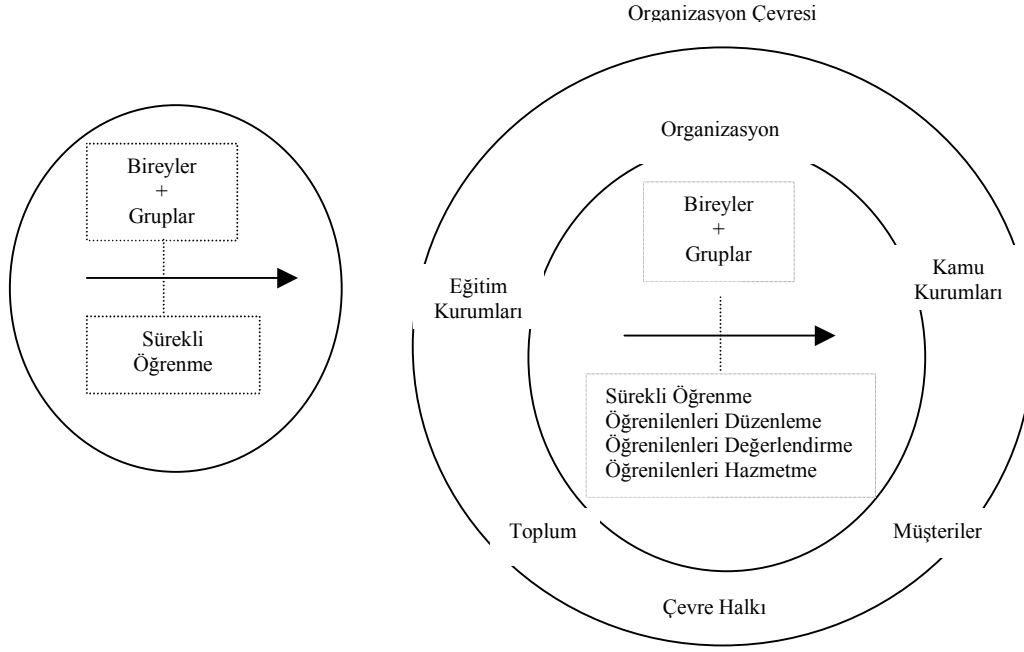 Organizasyon Çevresi
Bireyler
+
Gruplar
Sürekli
Öğrenme
Organizasyon
Bireyler
+
Gruplar
Eğitim
Kurumları
Kamu
Kurumları
Sürekli Öğrenme
Öğrenilenleri Düzenleme
Öğrenilenleri Değerlendirme
Öğrenilenleri Hazmetme
Toplum
Müşteriler
Çevre Halkı